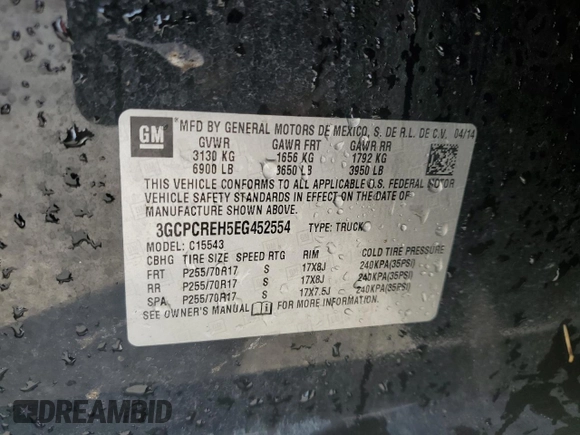 GM
MFD BY GENERAL MOTORS DE MEXICO, S. DE R.L. DE C.V. 04/14
GVWR GAWR FRT GAWR RR
3130 KG 1656 KG 1792 KG
6900 LB 3650 LB 3950 LB
THIS VEHICLE CONFORMS TO ALL APPLICABLE U.S. FEDERAL MOTOR
VEHICLE SAFETY STANDARDS IN EFFECT ON THE DATE OF
MANUFACTURE SHOWN ABOVE.
3GCPCREH5EG452554 TYPE: TRUCK
MODEL: C15543
CBHG TIRE SIZE SPEED RTG RIM COLD TIRE PRESSURE
FRT P255/70R17 S 17X8J 240KPA(35PSI)
RR P255/70R17 S 17X8J 240KPA(35PSI)
SPA P255/70R17 S 17X7.5J 240KPA(35PSI)
SEE OWNER'S MANUAL FOR MORE INFORMATION.
DREAMBID